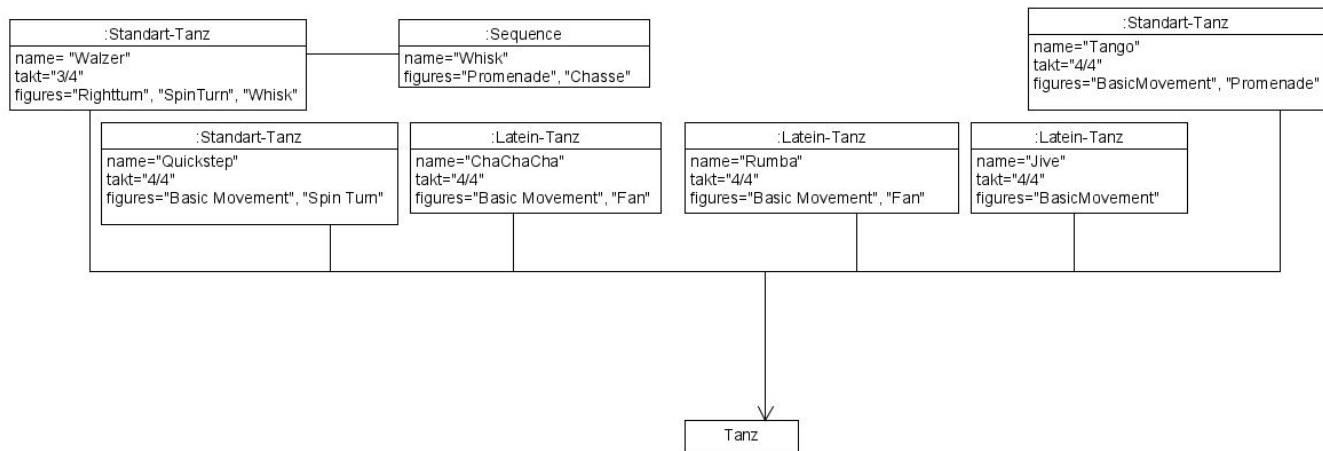 :Standart-Tanz
name= "Walzer"
takt="3/4"
figures="Rightturn", "SpinTurn", "Whisk"
:Sequence
name="Whisk"
figures="Promenade", "Chasse"
:Standart-Tanz
name="Tango"
takt="4/4"
figures="BasicMovement", "Promenade"
:Standart-Tanz
name="Quickstep"
takt="4/4"
figures="Basic Movement", "Spin Turn"
:Latein-Tanz
name="ChaChaCha"
takt="4/4"
figures="Basic Movement", "Fan"
:Latein-Tanz
name="Rumba"
takt="4/4"
figures="Basic Movement", "Fan"
:Latein-Tanz
name="Jive"
takt="4/4"
figures="BasicMovement"
Tanz